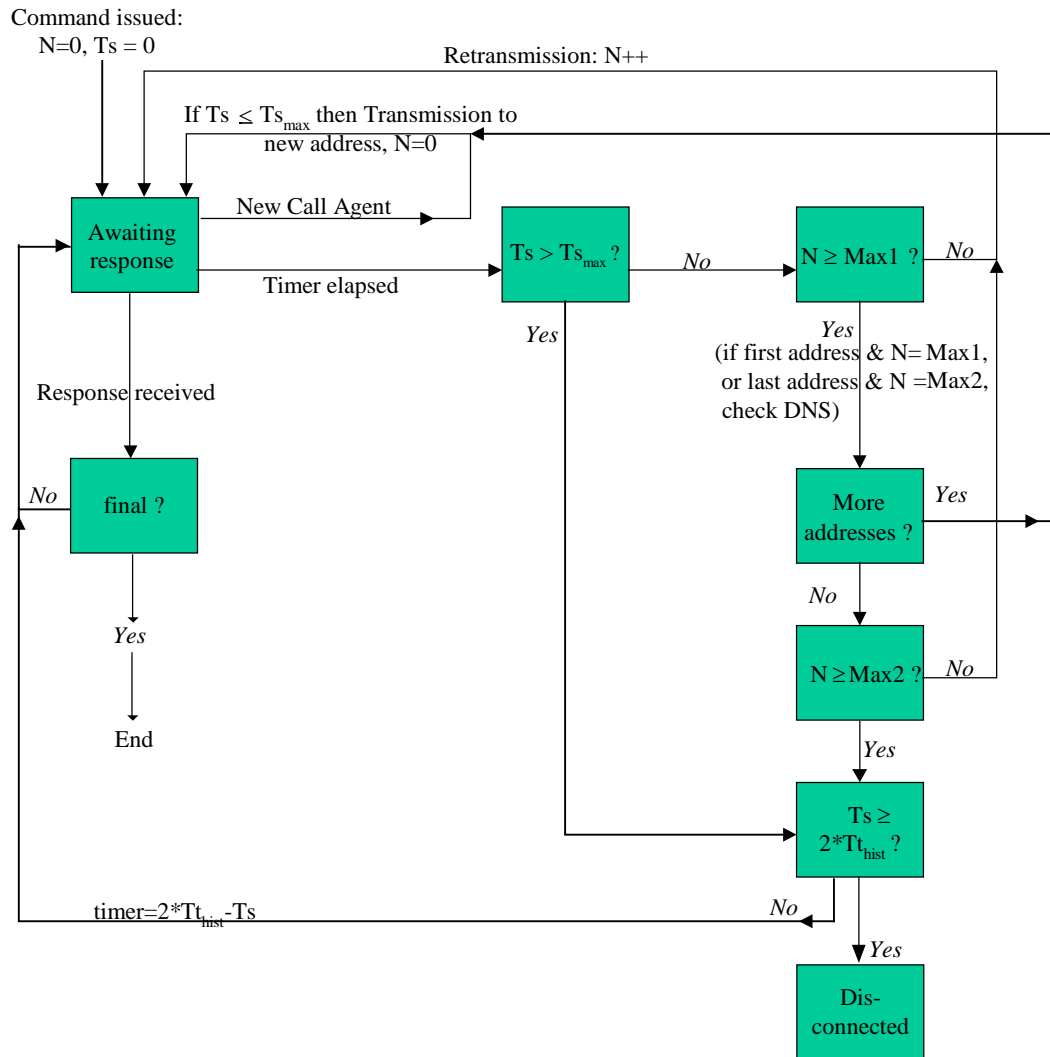 Command issued:
N=0, Ts = 0
Retransmission: N++
If Ts ≤ Tsmax then Transmission to
new address, N=0
New Call Agent
Awaiting
response
Timer elapsed
Ts > Tsmax ?
No
N ≥ Max1 ?
No
Yes
Yes
(if first address & N= Max1,
or last address & N =Max2,
check DNS)
Response received
final ?
No
More
addresses ?
Yes
No
Yes
N ≥Max2 ?
No
End
Yes
Ts ≥
2*Tthist ?
timer=2*Tthist-Ts
No
Yes
Dis-
connected